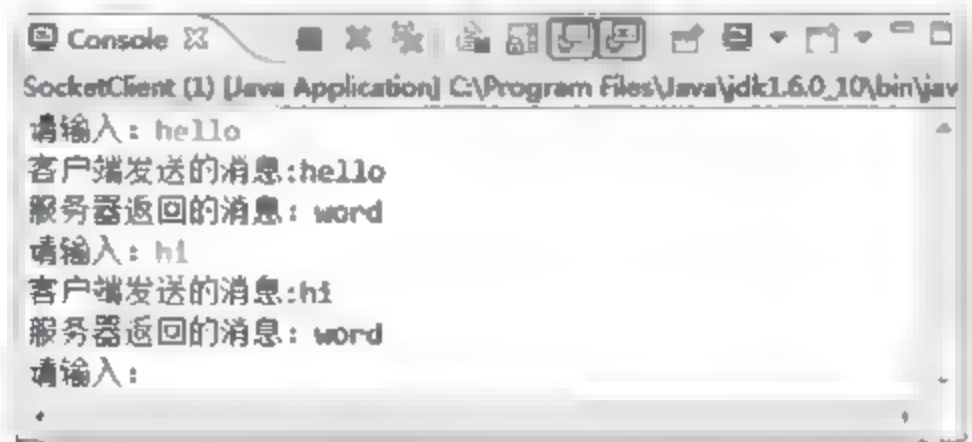 Console
SocketClient (1) [Java Application] C:\Program Files\Java\jdk1.6.0_10\bin\jav
请输入: hello
客户端发送的消息:hello
服务器返回的消息: word
请输入: hi
客户端发送的消息:hi
服务器返回的消息: word
请输入: